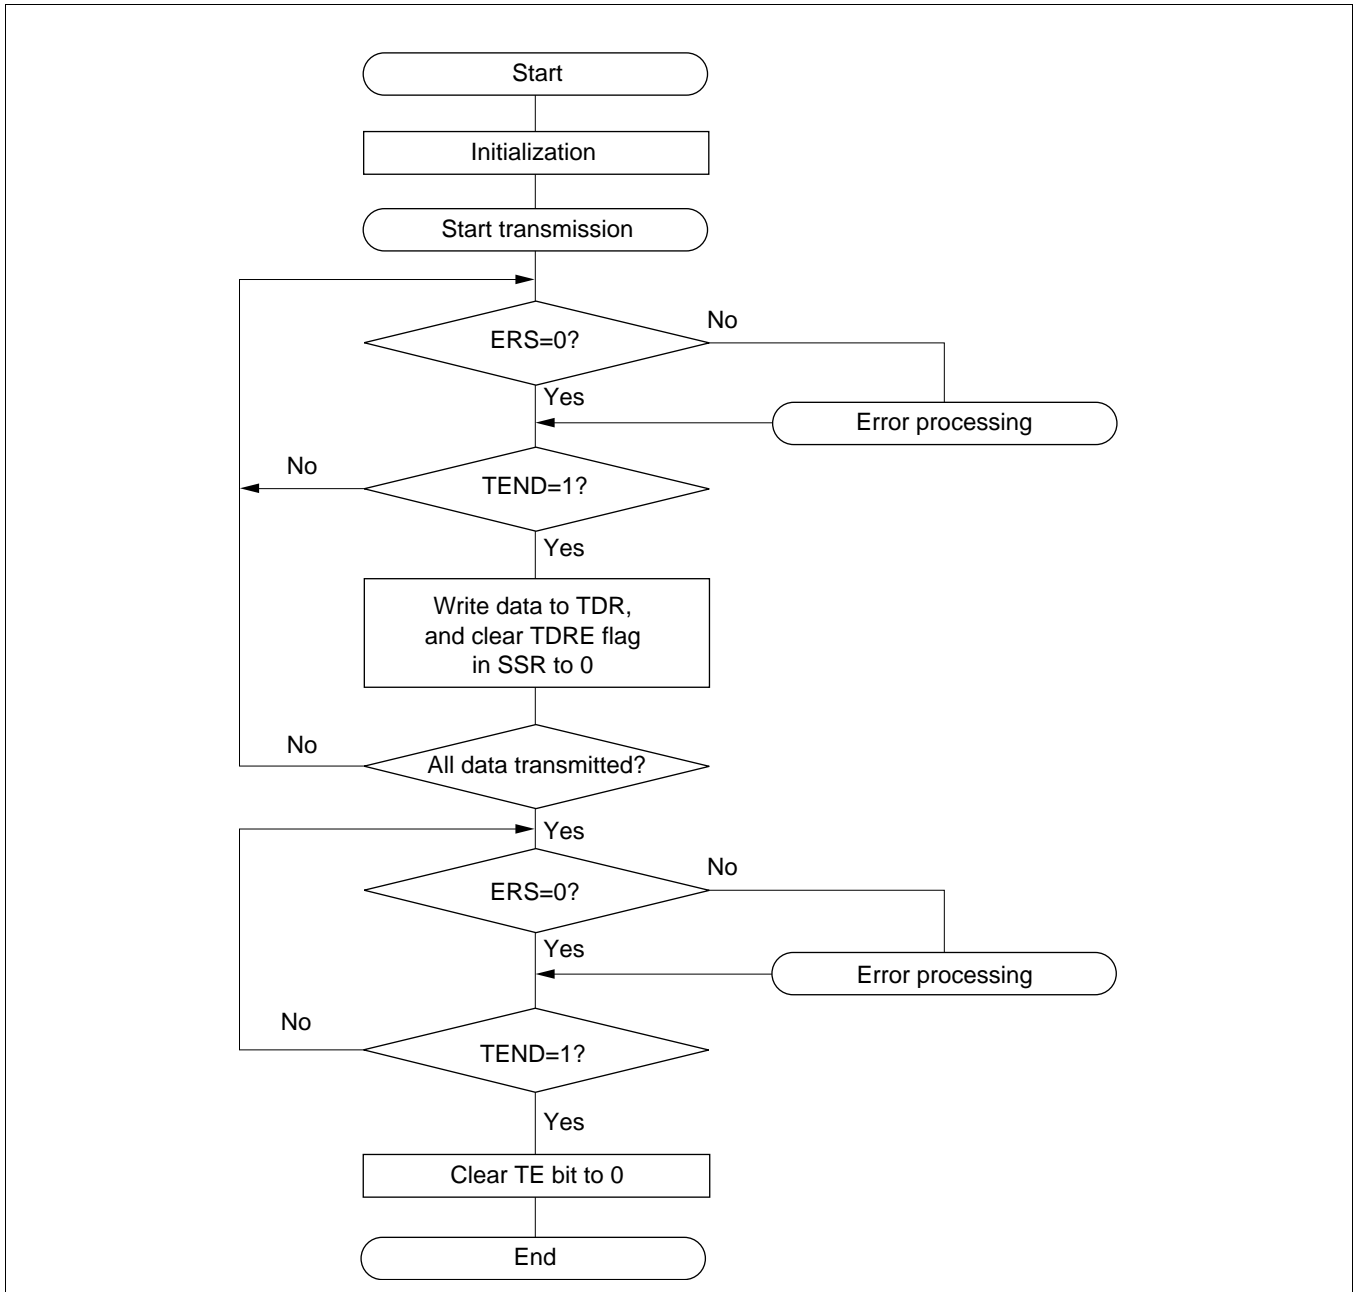 Start
Initialization
Start transmission
ERS=0?
No
Yes
Error processing
No
TEND=1?
Yes
Write data to TDR,
and clear TDRE flag
in SSR to 0
No
All data transmitted?
Yes
ERS=0?
No
Yes
Error processing
No
TEND=1?
Yes
Clear TE bit to 0
End